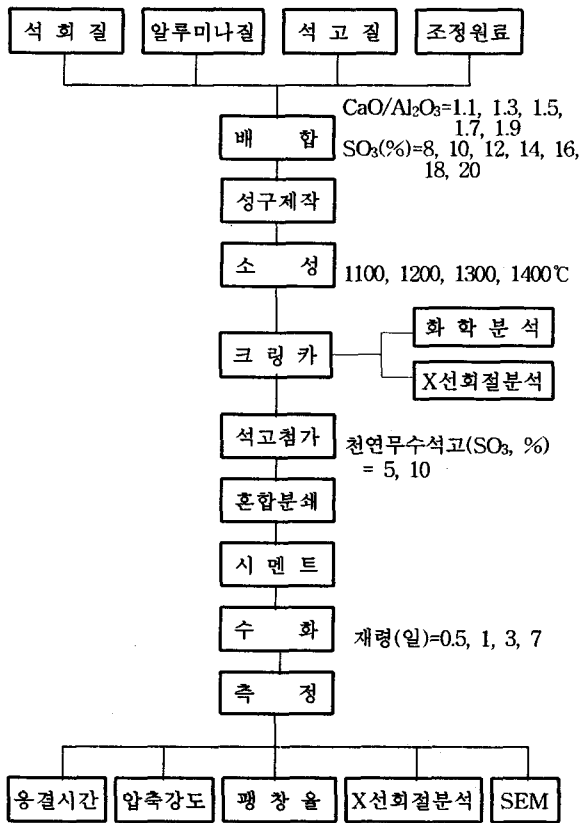 석 회 질
알루미나질
석 고 질
조정원료
CaO/Al₂O₃=1.1, 1.3, 1.5,
1.7, 1.9
배 합
SO₃(%)=8, 10, 12, 14, 16,
18, 20
성구제작
소 성
1100, 1200, 1300, 1400℃
화 학 분 석
크 링 카
X선회절분석
석고첨가
천연무수석고(SO₃, %)
= 5, 10
혼합분쇄
시 멘 트
수 화
재령(일)=0.5, 1, 3, 7
측 정
응결시간
압축강도
팽 창 율
X선회절분석
SEM